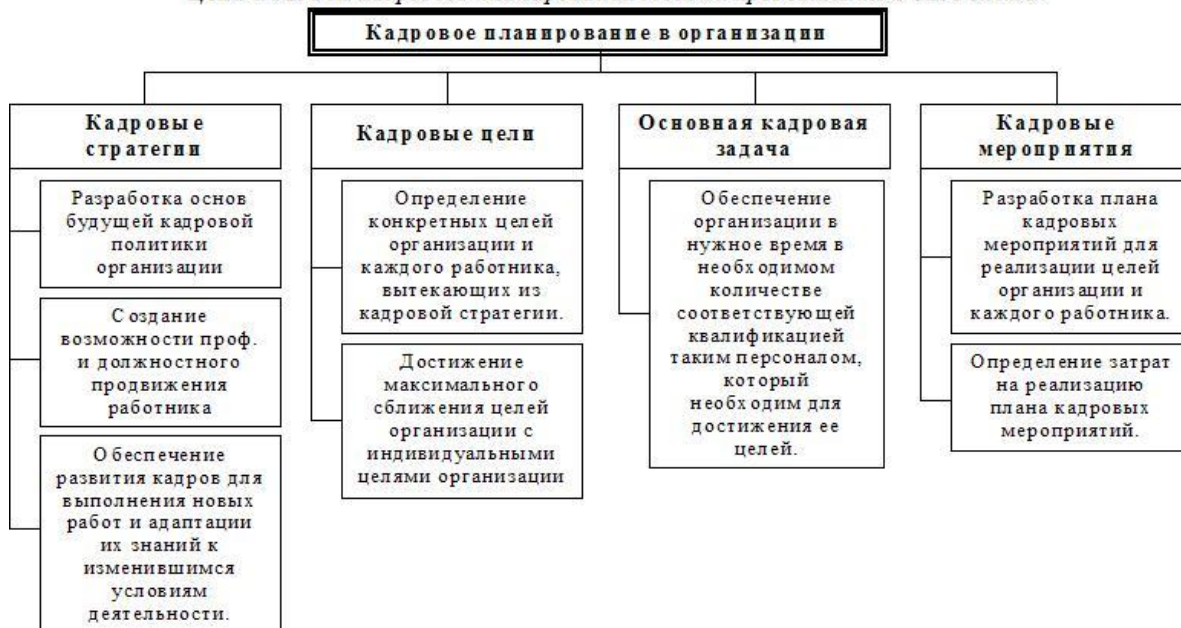 Кадровое планирование в организации
Кадровые
стратегии
Разработка основ
будущей кадровой
политики
организации
Создание
возможности проф.
и должностного
продвижения
работника
Обеспечение
развития кадров для
выполнения новых
работ и адаптации
их знаний к
изменившимся
условиям
деятельности.
Кадровые цели
Определение
конкретных целей
организации и
каждого работника,
вытекающих из
кадровой стратегии.
Достижение
максимального
сближения целей
организации с
индивидуальными
целями организации
Основная кадровая
задача
Обеспечение
организации в
нужное время в
необходимом
количестве
соответствующей
квалификацией
таким персоналом,
который
необходим для
достижения ее
целей.
Кадровые
мероприятия
Разработка плана
кадровых
мероприятий для
реализации целей
организации и
каждого работника.
Определение затрат
на реализацию
плана кадровых
мероприятий.